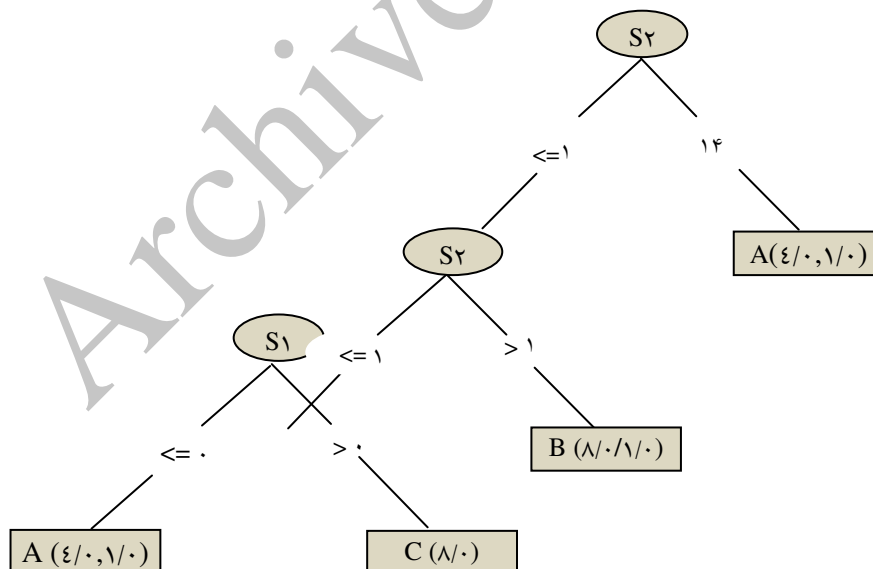 S۲
<=۱
۱۴
S۲
A(٤/۰,۱/۰)
S۱
<= ۱
> ۱
<= ۰
> ۰
B (۸/۰/۱/۰)
A (٤/۰,۱/۰)
C (۸/۰)
Archive